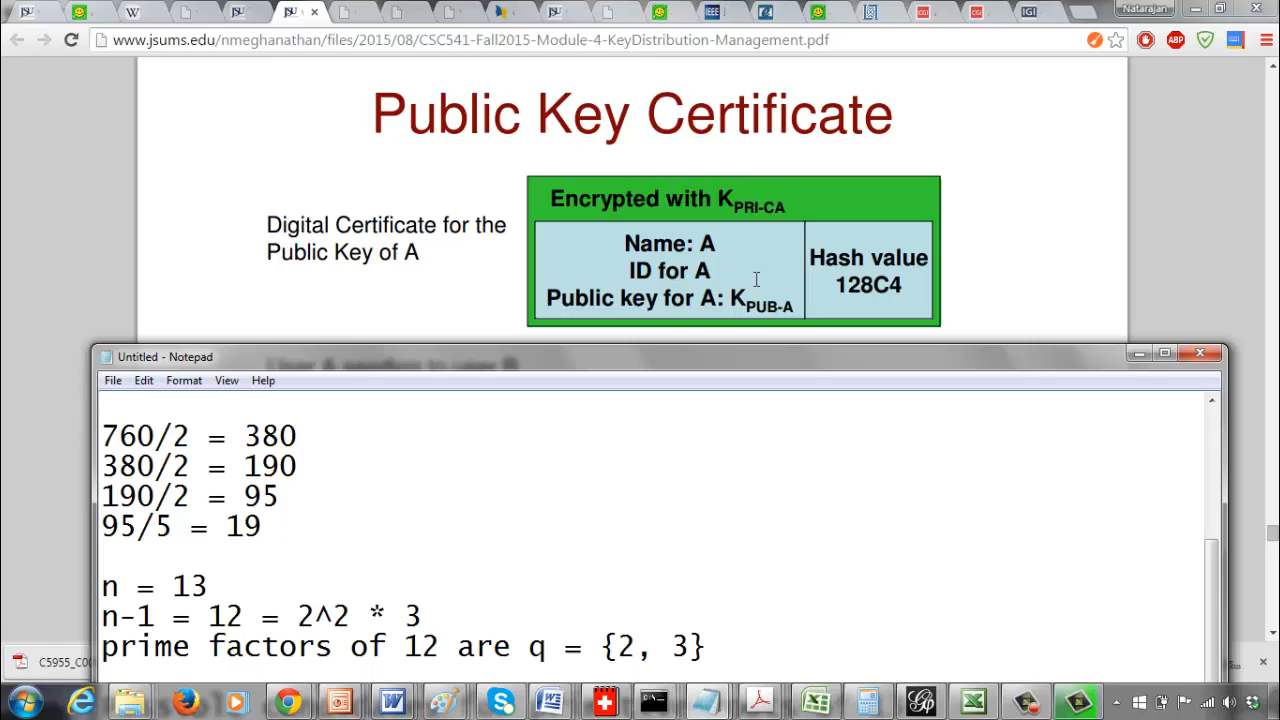 Natarajan
www.jsums.edu/nmeghanathan/files/2015/08/CSC541-Fall2015-Module-4-KeyDistribution-Management.pdf
Public Key Certificate
Digital Certificate for the
Public Key of A
Encrypted with KPRI-CA
Name: A
ID for A
Public key for A: KPUB-A
Hash value
128C4
Untitled - Notepad
File Edit Format View Help
760/2 = 380
380/2 = 190
190/2 = 95
95/5 = 19
n = 13
n-1 = 12 = 2^2 * 3
prime factors of 12 are q = {2, 3}